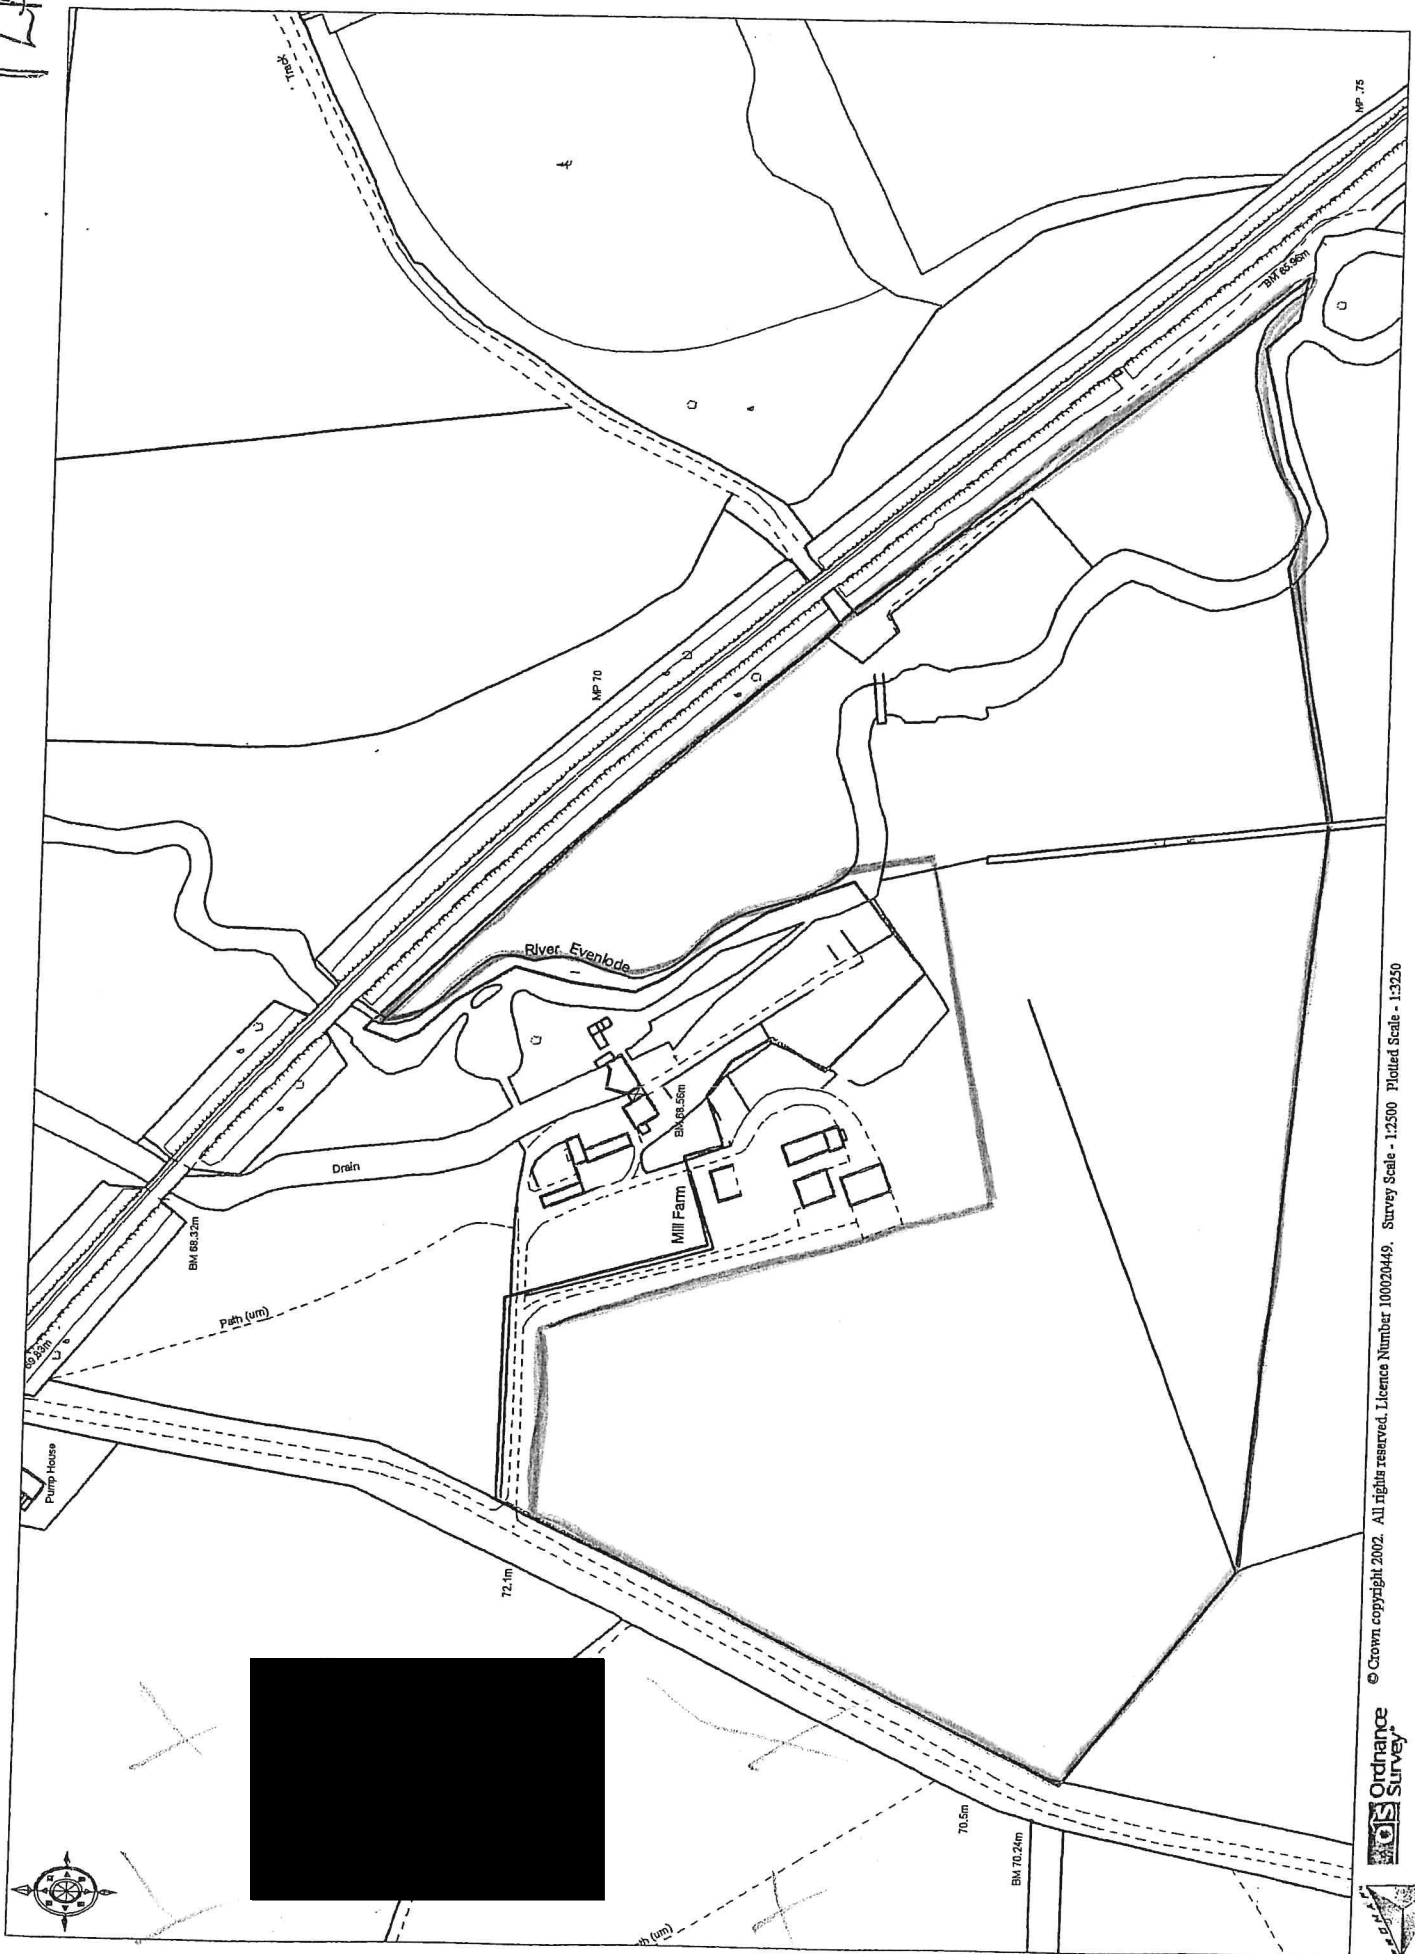 Track
MP .75
BM 65.96m
MP 70
River Evenlode
Drain
BM 68.56m
Mill Farm
BM 68.32m
Path (um)
69.83m
Pump House
72.1m
70.5m
BM 70.24m
(um)
Ordnance
Survey
© Crown copyright 2002. All rights reserved. Licence Number 100020449. Survey Scale - 1:2500 Plotted Scale - 1:3250